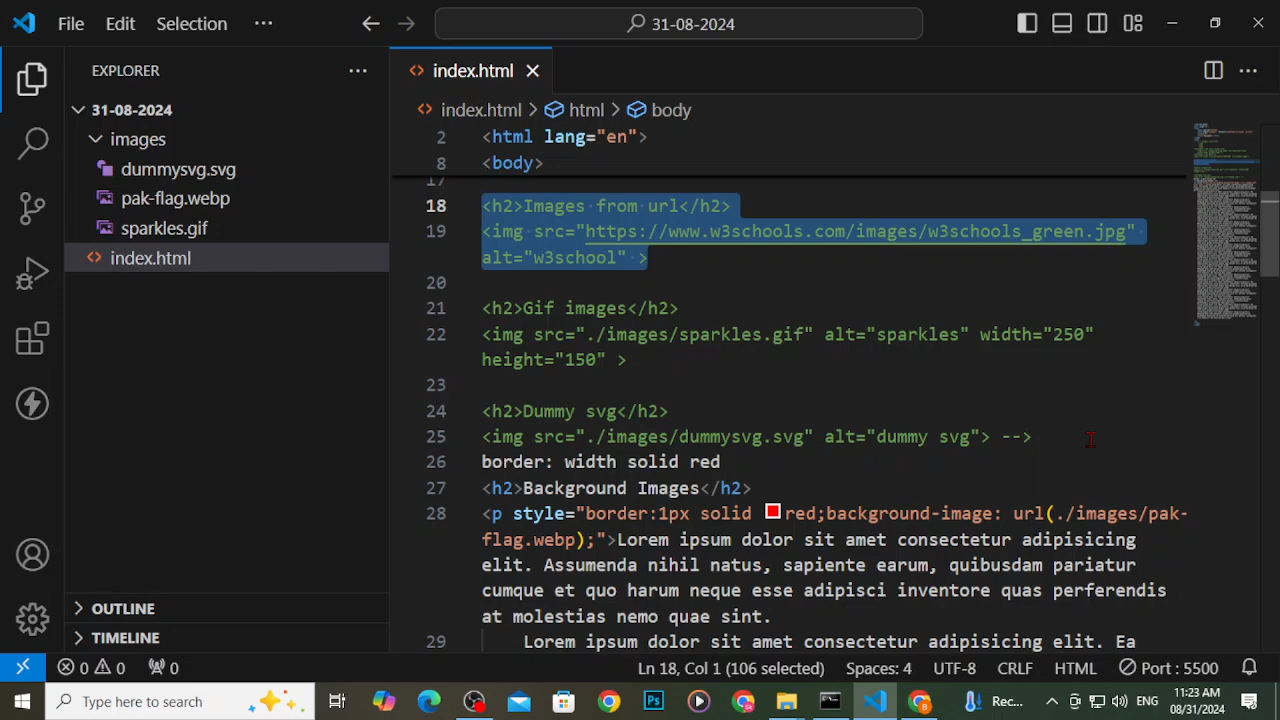 File Edit Selection ··· 31-08-2024
EXPLORER ···
index.html
31-08-2024
images
dummysvg.svg
pak-flag.webp
sparkles.gif
index.html
OUTLINE
TIMELINE
index.html > html > body
2 <html lang="en">
8 <body>
17
18 <h2>Images from url</h2>
19 <img src="https://www.w3schools.com/images/w3schools_green.jpg"
alt="w3school" >
20
21 <h2>Gif images</h2>
22 <img src="./images/sparkles.gif" alt="sparkles" width="250"
height="150" >
23
24 <h2>Dummy svg</h2>
25 <img src="./images/dummysvg.svg" alt="dummy svg"> -->
26 border: width solid red
27 <h2>Background Images</h2>
28 <p style="border:1px solid red;background-image: url(./images/pak-
flag.webp);">Lorem ipsum dolor sit amet consectetur adipisicing
elit. Assumenda nihil natus, sapiente earum, quibusdam pariatur
cumque et quo harum neque esse adipisci inventore quas perferendis
at molestias nemo quae sint.
29 Lorem ipsum dolor sit amet consectetur adipisicing elit. Ea
0 0 0 Ln 18, Col 1 (106 selected) Spaces: 4 UTF-8 CRLF HTML Port : 5500
Type here to search Ps Rec... ENG 11:23 AM
08/31/2024